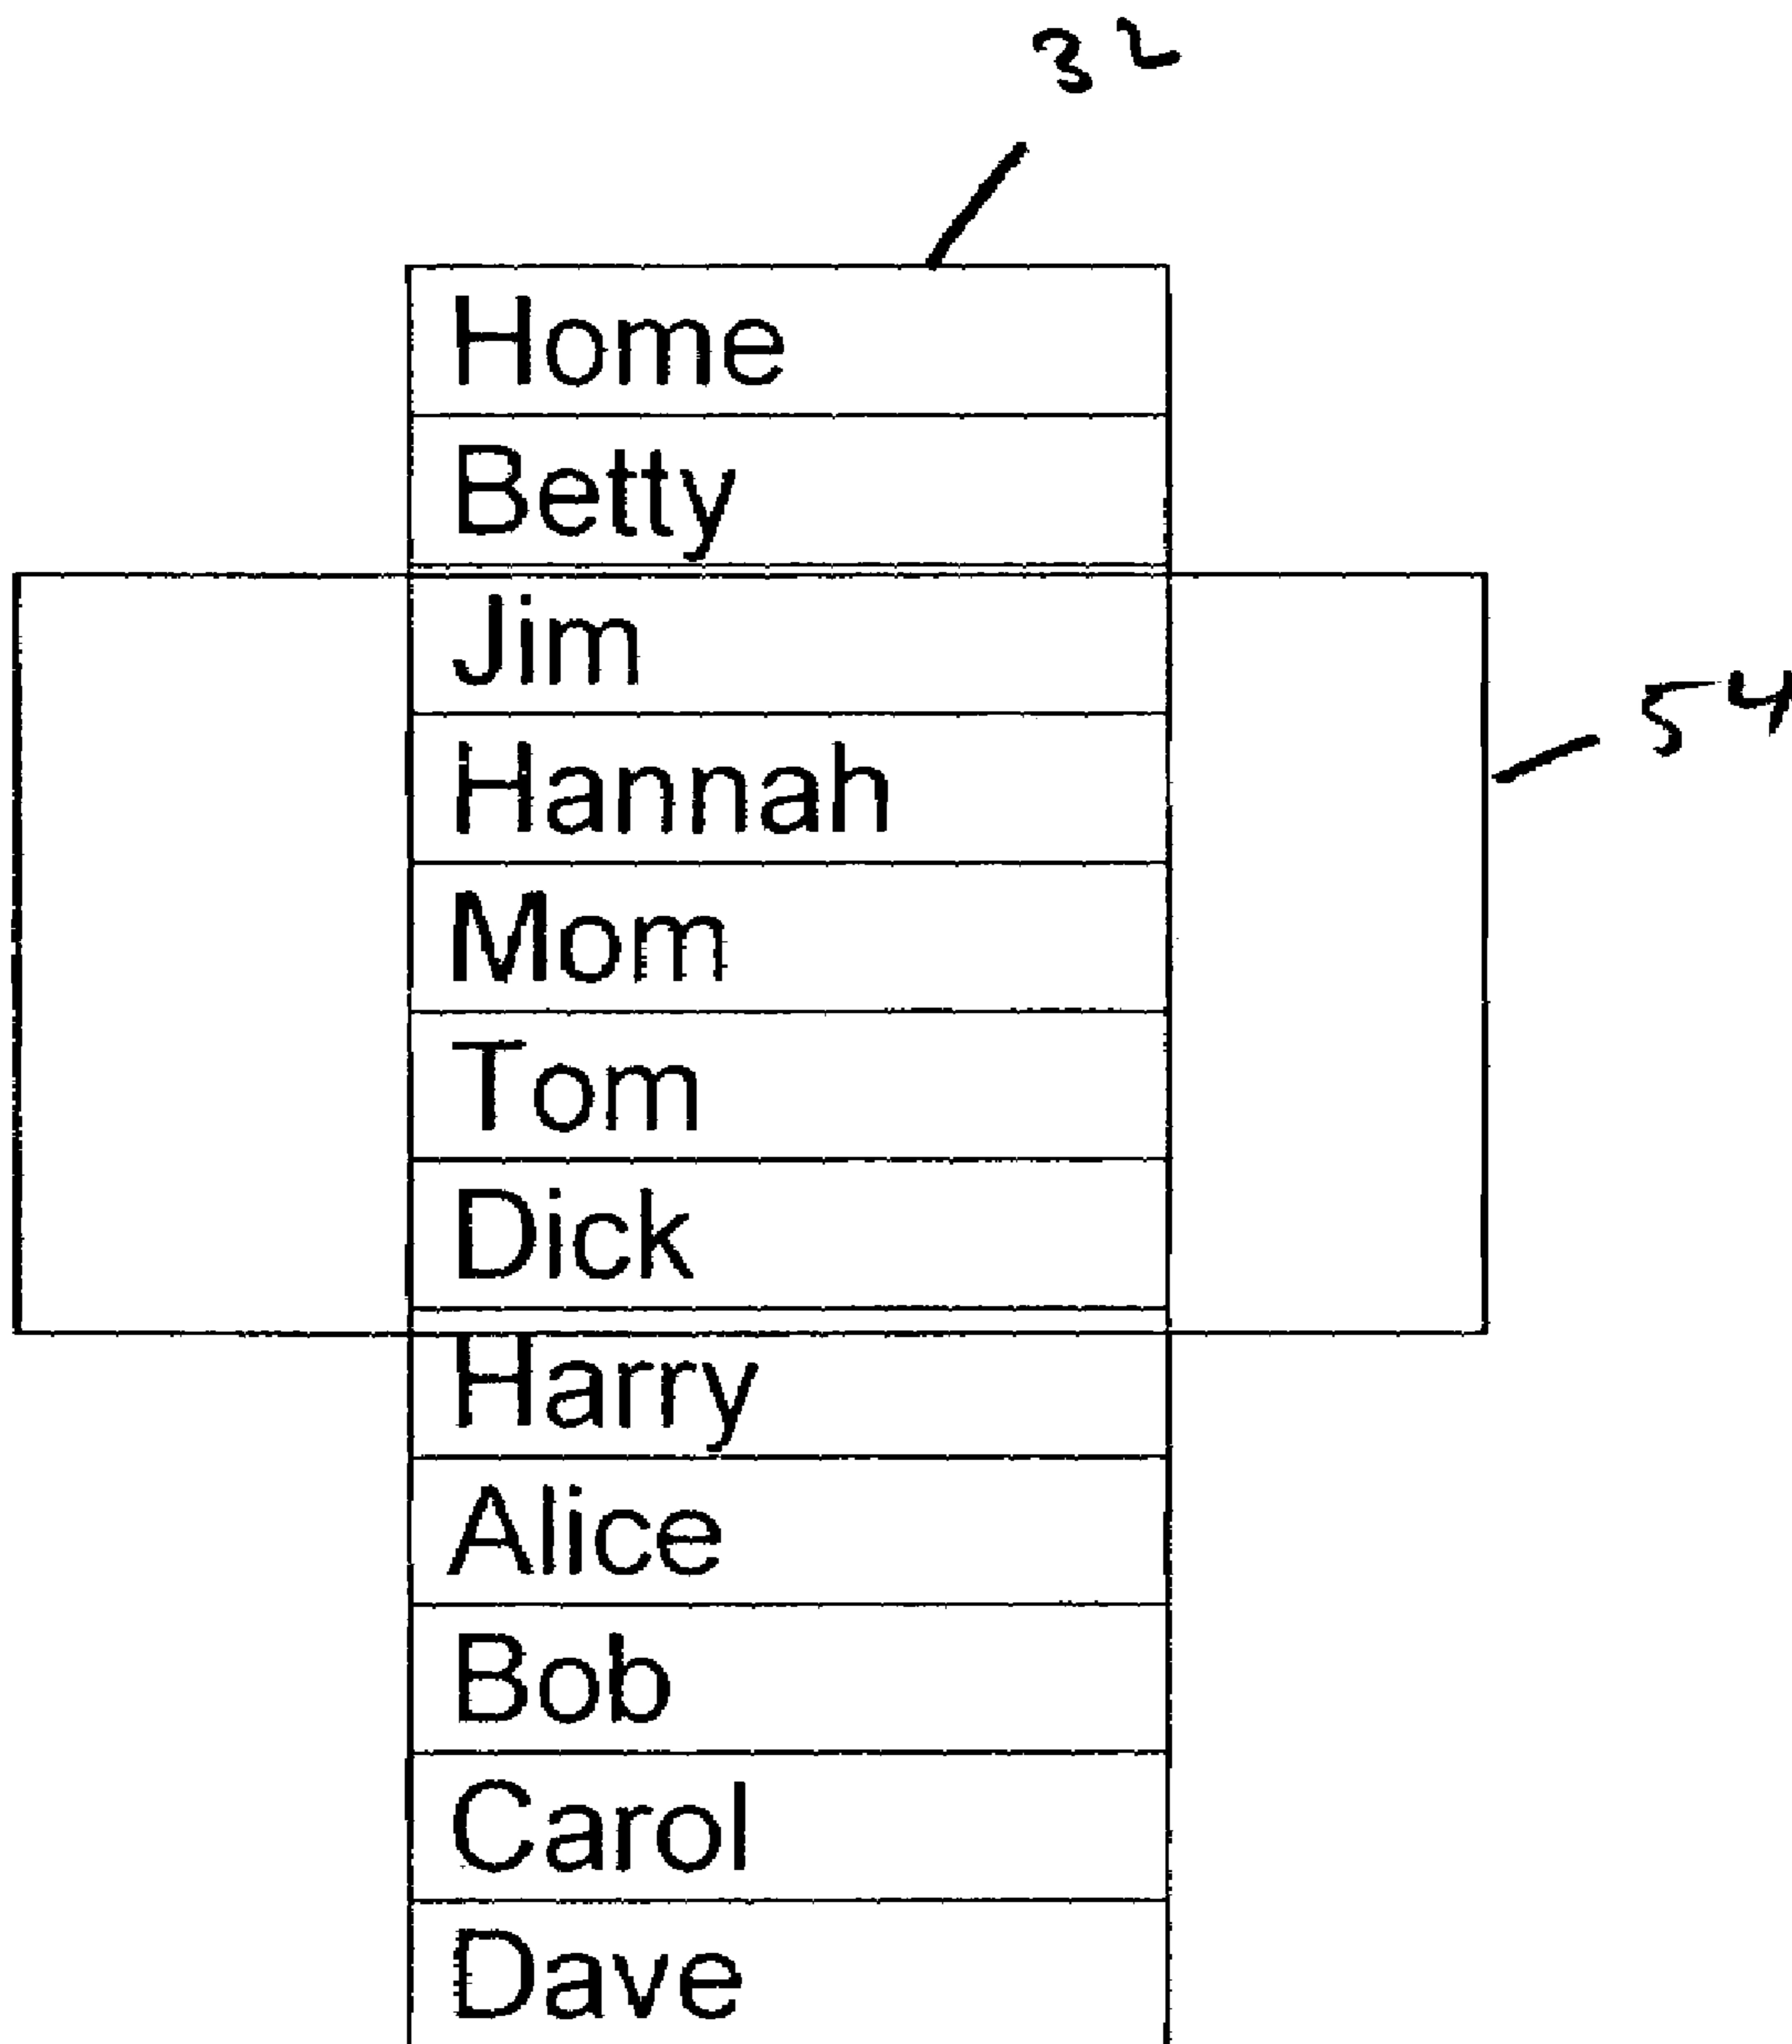 32
Home
Betty
Jim
Hannah
54
Mom
Tom
Dick
Harry
Alice
Bob
Carol
Dave